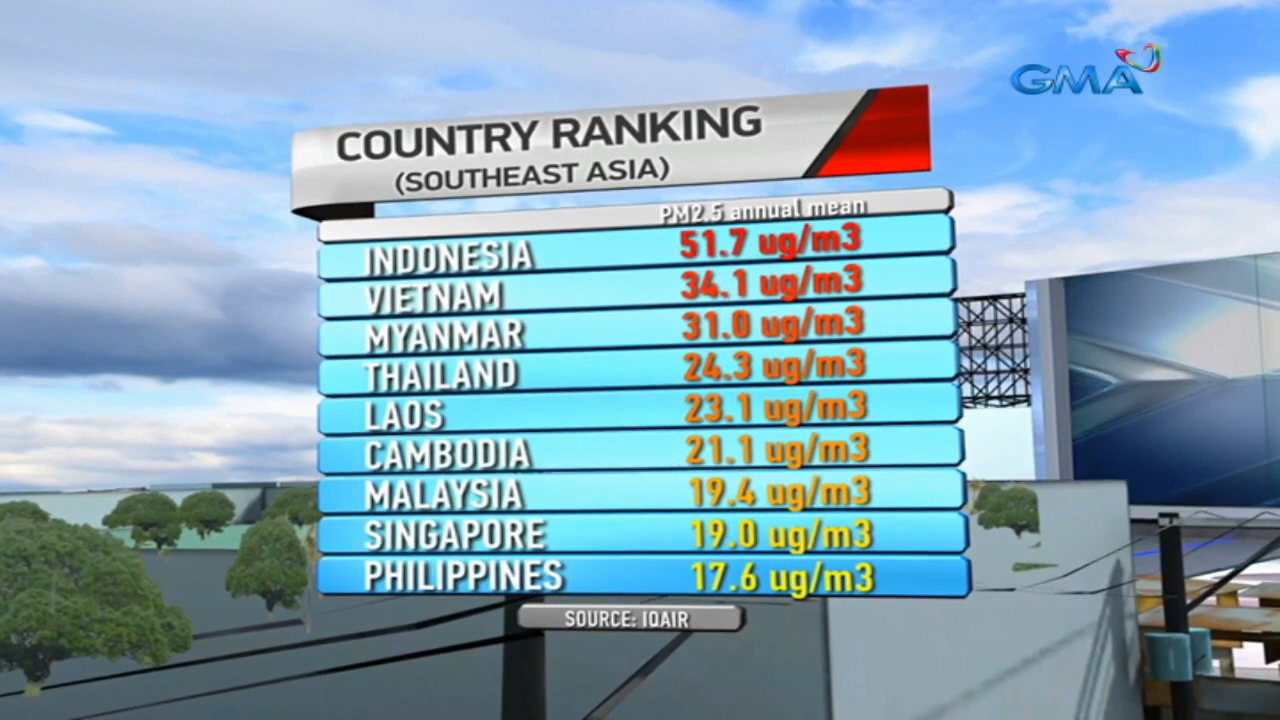 GMA
COUNTRY RANKING
(SOUTHEAST ASIA)
PM2.5 annual mean
INDONESIA 51.7 ug/m3
VIETNAM 34.1 ug/m3
MYANMAR 31.0 ug/m3
THAILAND 24.3 ug/m3
LAOS 23.1 ug/m3
CAMBODIA 21.1 ug/m3
MALAYSIA 19.4 ug/m3
SINGAPORE 19.0 ug/m3
PHILIPPINES 17.6 ug/m3
SOURCE: IQAIR